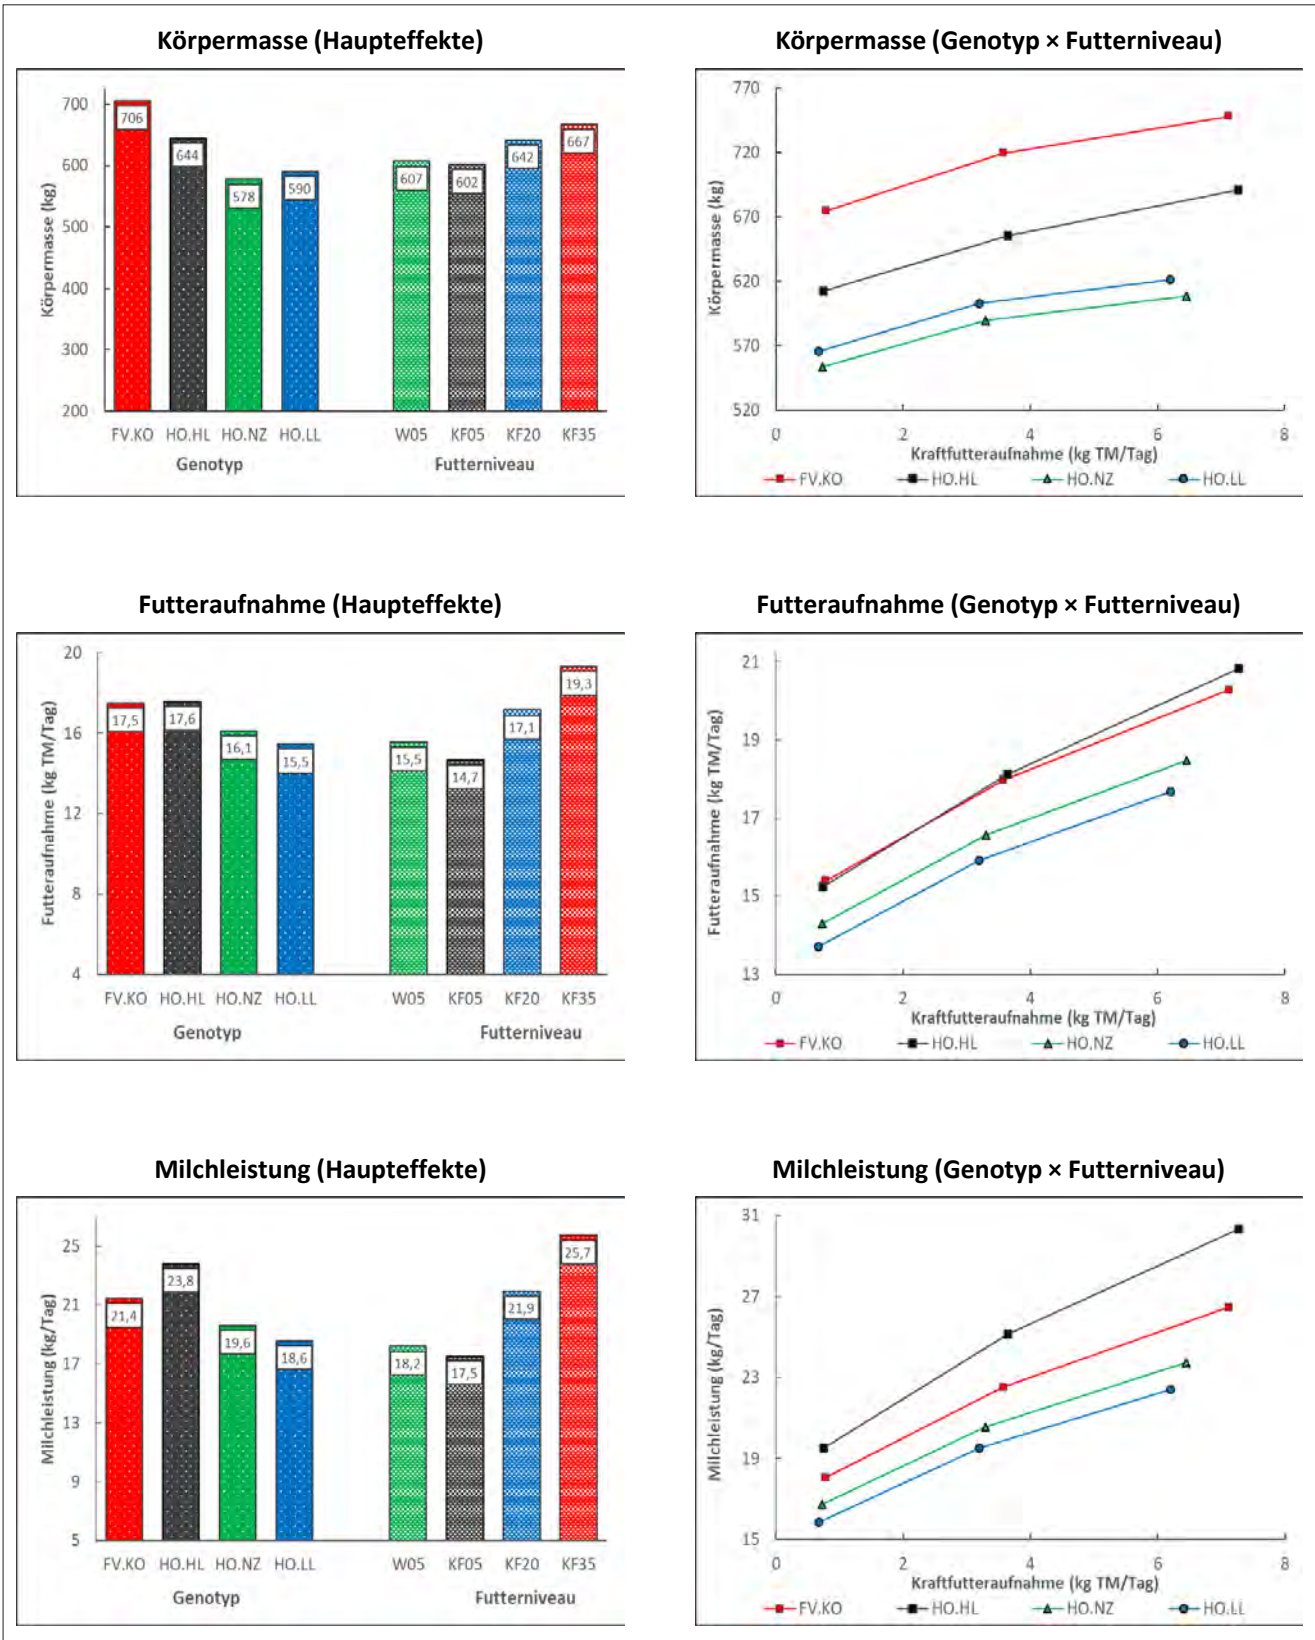 Körpermasse (Haupteffekte)
Körpermasse (kg)
700
600
500
400
300
200
706
644
578
590
607
602
642
667
FV.KO HO.HL HO.NZ HO.LL W05 KF05 KF20 KF35
Genotyp Futterniveau
Körpermasse (Genotyp × Futterniveau)
Körpermasse (kg)
770
720
670
620
570
520
0 2 4 6 8
Kraftfutteraufnahme (kg TM/Tag)
FV.KO HO.HL HO.NZ HO.LL
Futteraufnahme (Haupteffekte)
Futteraufnahme (kg TM/Tag)
20
16
12
8
4
17,5
17,6
16,1
15,5
15,5
14,7
17,1
19,3
FV.KO HO.HL HO.NZ HO.LL W05 KF05 KF20 KF35
Genotyp Futterniveau
Futteraufnahme (Genotyp × Futterniveau)
Futteraufnahme (kg TM/Tag)
21
19
17
15
13
0 2 4 6 8
Kraftfutteraufnahme (kg TM/Tag)
FV.KO HO.HL HO.NZ HO.LL
Milchleistung (Haupteffekte)
Milchleistung (kg/Tag)
25
21
17
13
9
5
21,4
23,8
19,6
18,6
18,2
17,5
21,9
25,7
FV.KO HO.HL HO.NZ HO.LL W05 KF05 KF20 KF35
Genotyp Futterniveau
Milchleistung (Genotyp × Futterniveau)
Milchleistung (kg/Tag)
31
27
23
19
15
0 2 4 6 8
Kraftfutteraufnahme (kg TM/Tag)
FV.KO HO.HL HO.NZ HO.LL